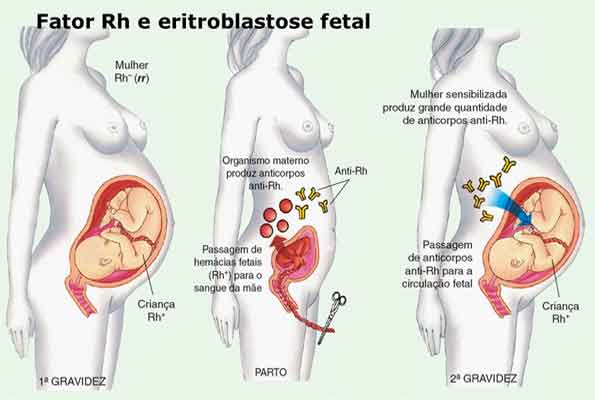 Fator Rh e eritroblastose fetal
Mulher
Rh⁻ (rr)
Criança
Rh⁺
1ª GRAVIDEZ
Organismo materno
produz anticorpos
anti-Rh.
Anti-Rh
Passagem de
hemácias fetais
(Rh⁺) para o
sangue da mãe
PARTO
Mulher sensibilizada
produz grande quantidade
de anticorpos anti-Rh.
Passagem
de anticorpos
anti-Rh para a
circulação fetal
Criança
Rh⁺
2ª GRAVIDEZ